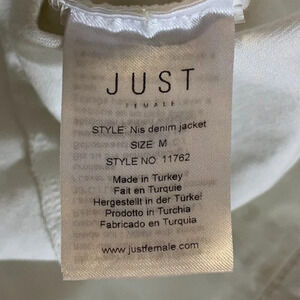 JUST
FEMALE
STYLE: Nis denim jacket
SIZE: M
STYLE NO: 11762
Made in Turkey
Fait en Turquie
Hergestellt in der Türkei
Prodotto in Turchia
Fabricado en Turquia
www.justfemale.com